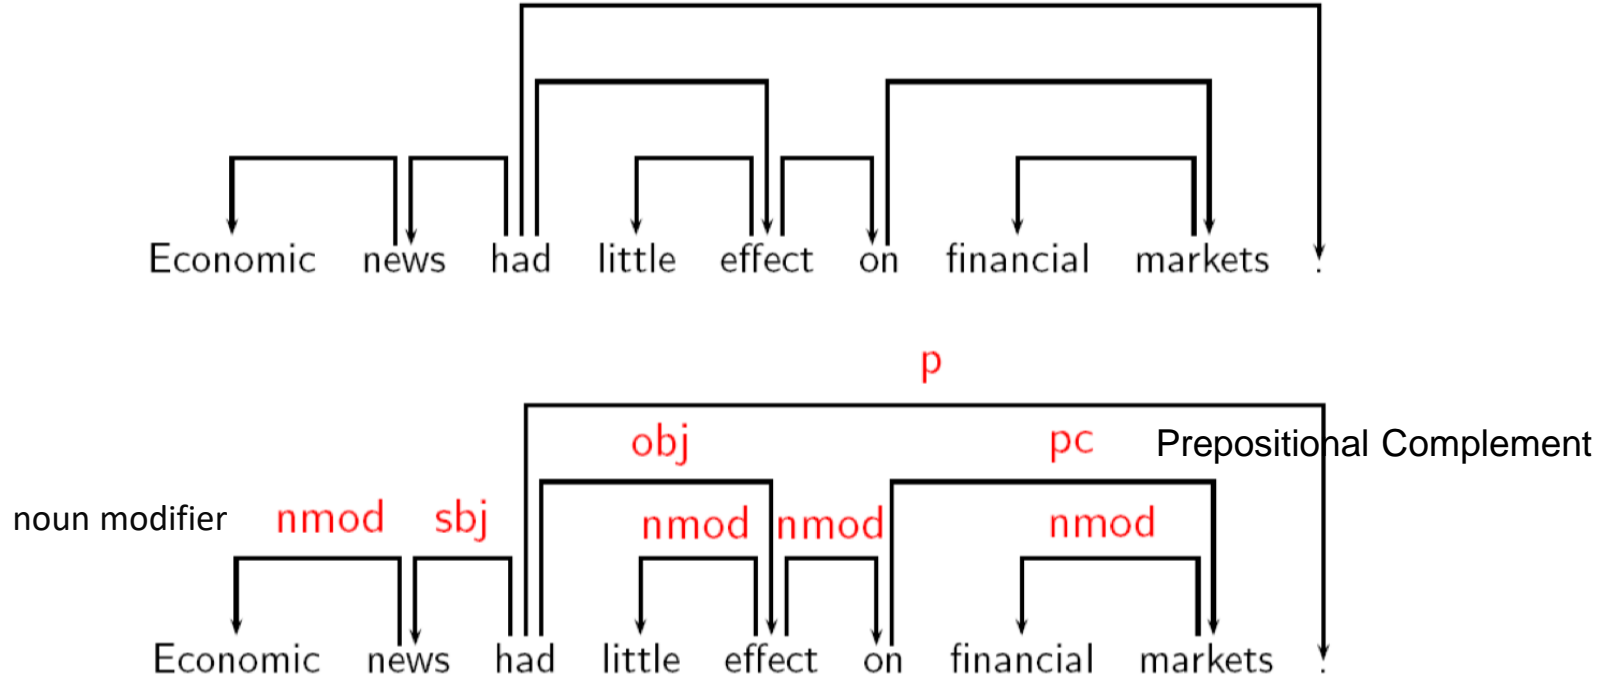 Economic news had little effect on financial markets .
p
obj pc Prepositional Complement
noun modifier nmod sbj nmod nmod nmod
Economic news had little effect on financial markets .